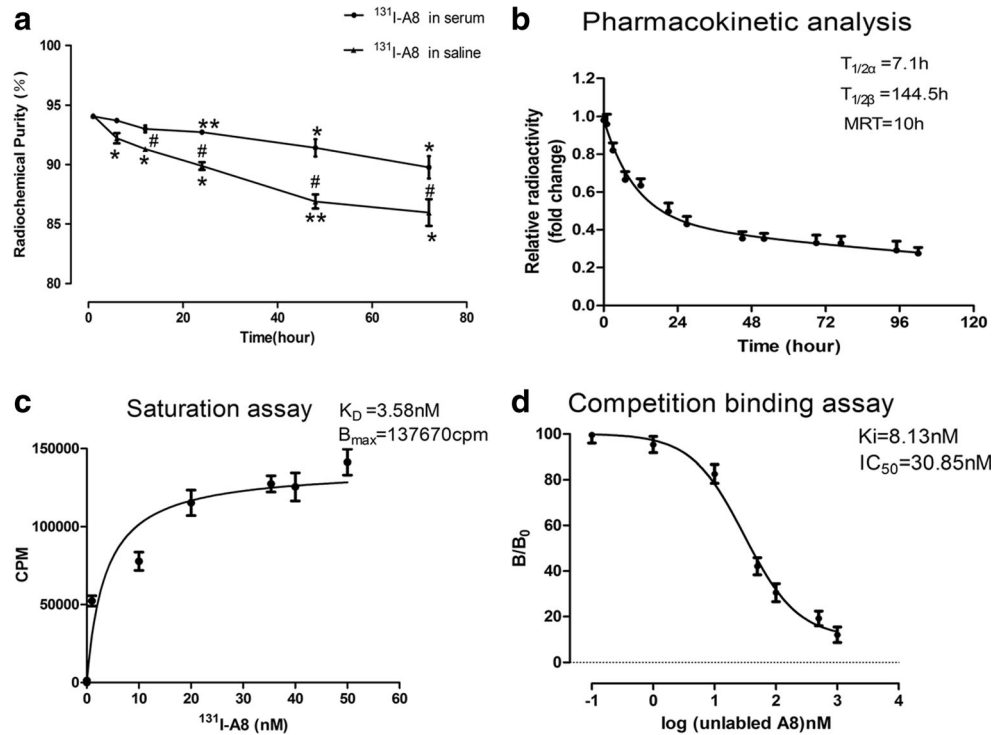 a
¹³¹I-A8 in serum
¹³¹I-A8 in saline
Radiochemical Purity (%)
100
95
90
85
80
** * *
# # # #
* * * ** *
0 20 40 60 80
Time(hour)
b
Pharmacokinetic analysis
T1/2α =7.1h
T1/2β =144.5h
MRT=10h
Relative radioactivity
(fold change)
1.2
1.0
0.8
0.6
0.4
0.2
0.0
0 24 48 72 96 120
Time (hour)
c
Saturation assay
KD =3.58nM
Bmax=137670cpm
CPM
150000
100000
50000
0
0 10 20 30 40 50 60
¹³¹I-A8 (nM)
d
Competition binding assay
Ki=8.13nM
IC50=30.85nM
B/B0
100
80
60
40
20
0
-1 0 1 2 3 4
log (unlabled A8)nM